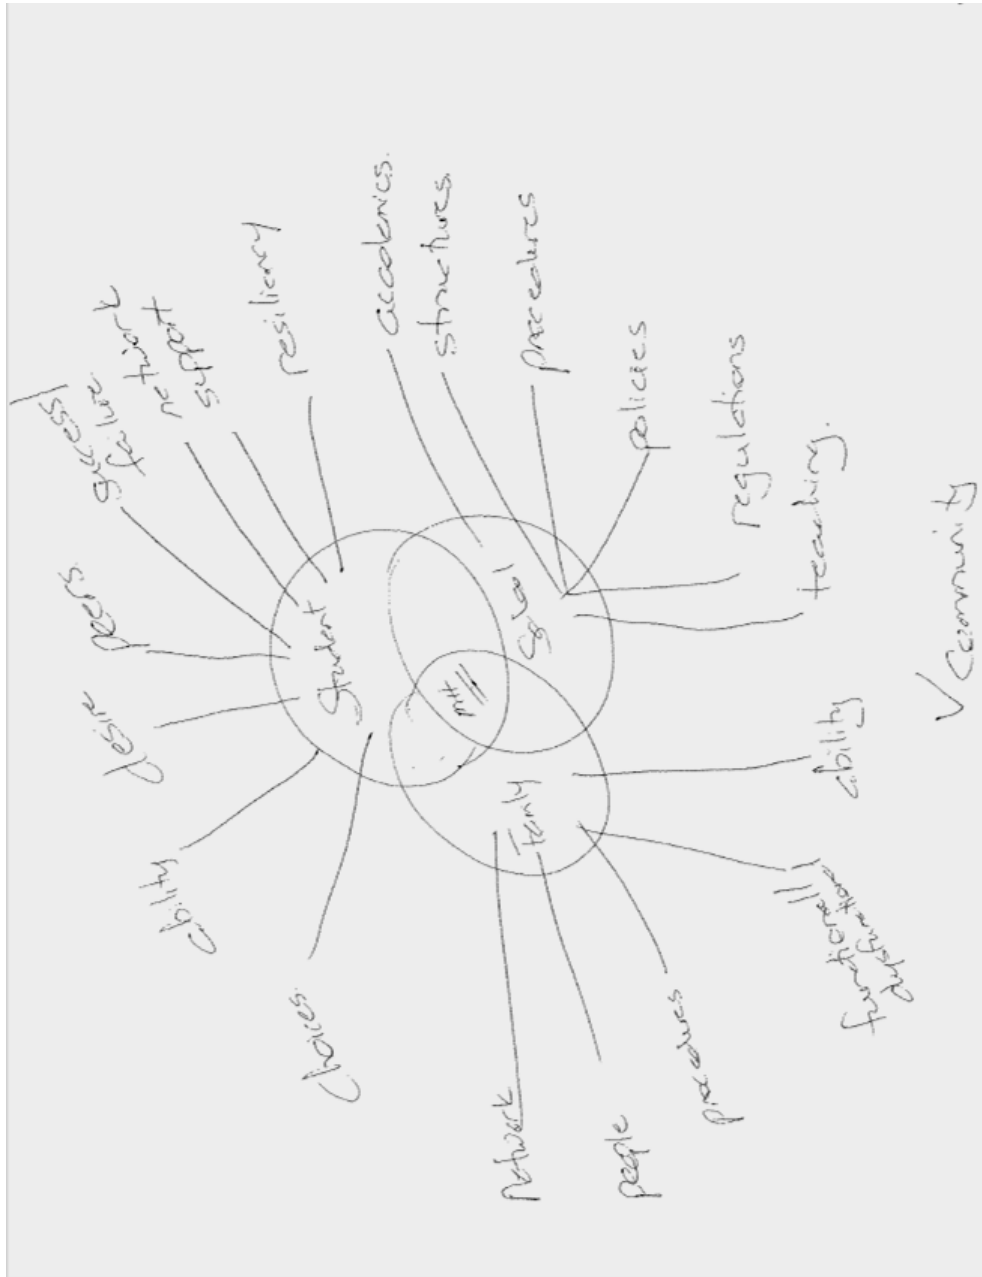 success/
failure
network
support
resiliency
peers
desire
ability
choices
Student
academics.
structures.
procedures
policies
regulations
teaching.
School
Family
network
people
procedures
functional/
dysfunctional
ability
Community